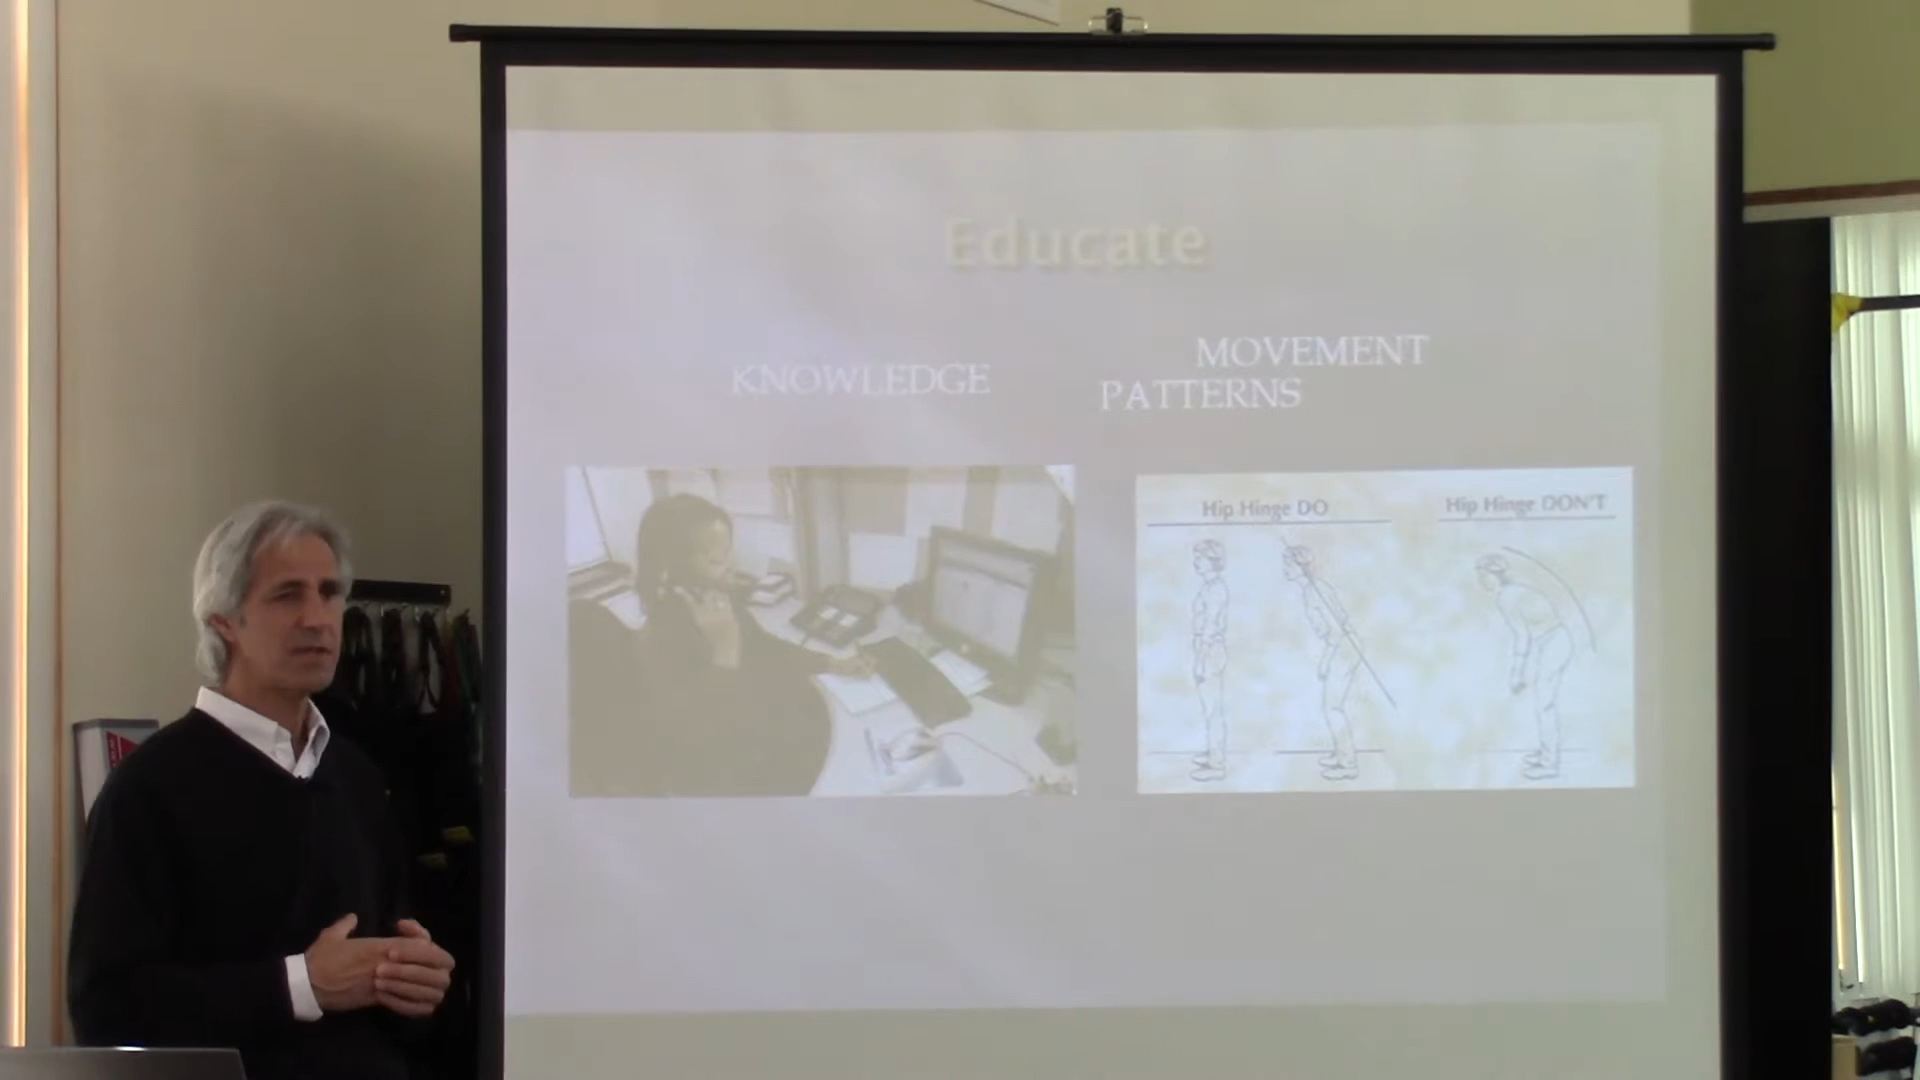 Educate
KNOWLEDGE
MOVEMENT
PATTERNS
Hip Hinge DO
Hip Hinge DON'T